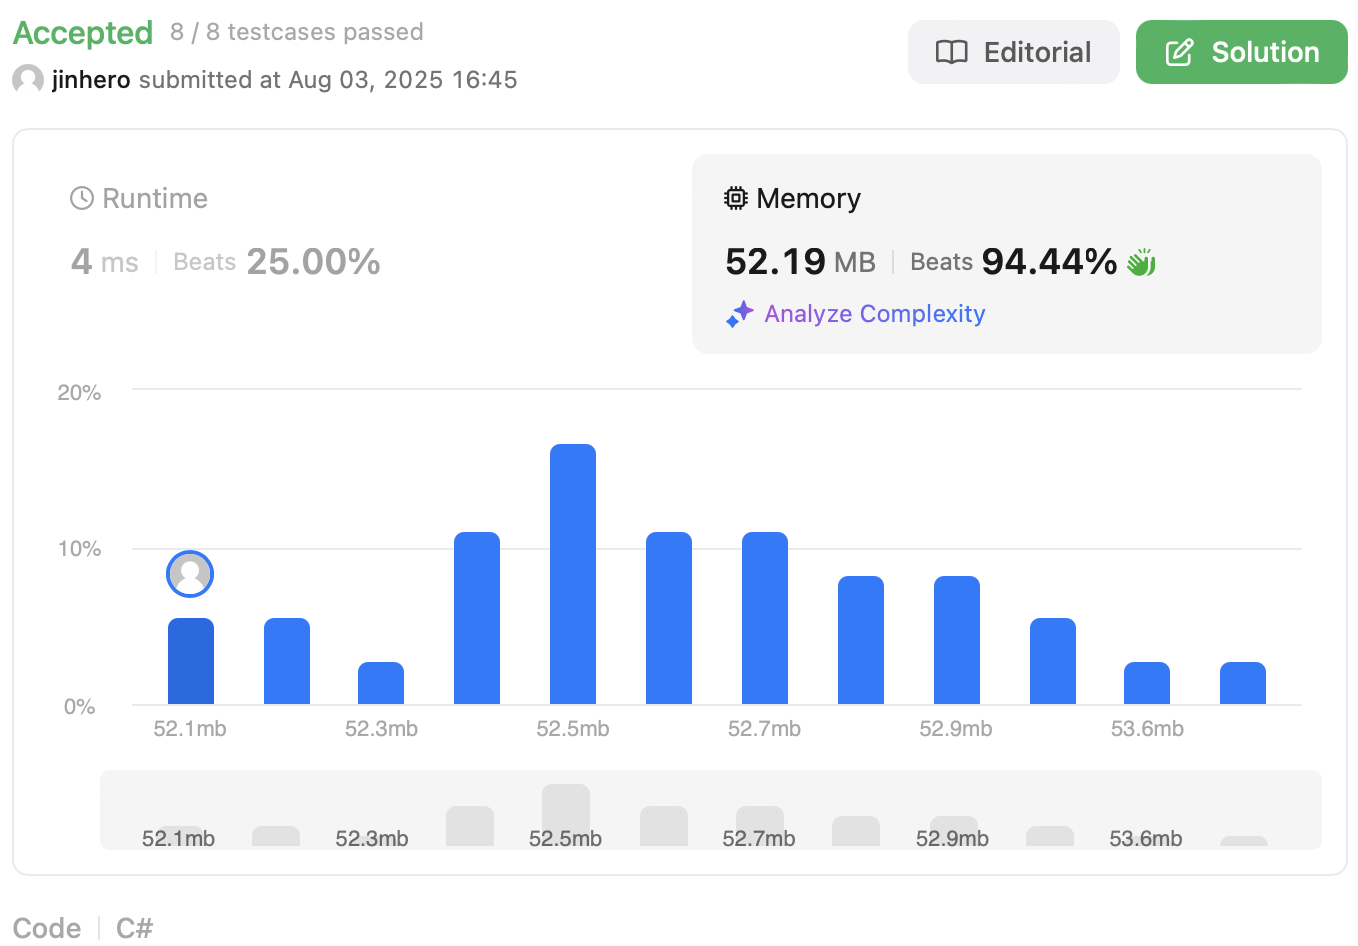 Accepted 8 / 8 testcases passed
jinhero submitted at Aug 03, 2025 16:45
Editorial
Solution
Runtime
4 ms | Beats 25.00%
Memory
52.19 MB | Beats 94.44%
Analyze Complexity
20%
10%
0%
52.1mb 52.3mb 52.5mb 52.7mb 52.9mb 53.6mb
52.1mb 52.3mb 52.5mb 52.7mb 52.9mb 53.6mb
Code | C#